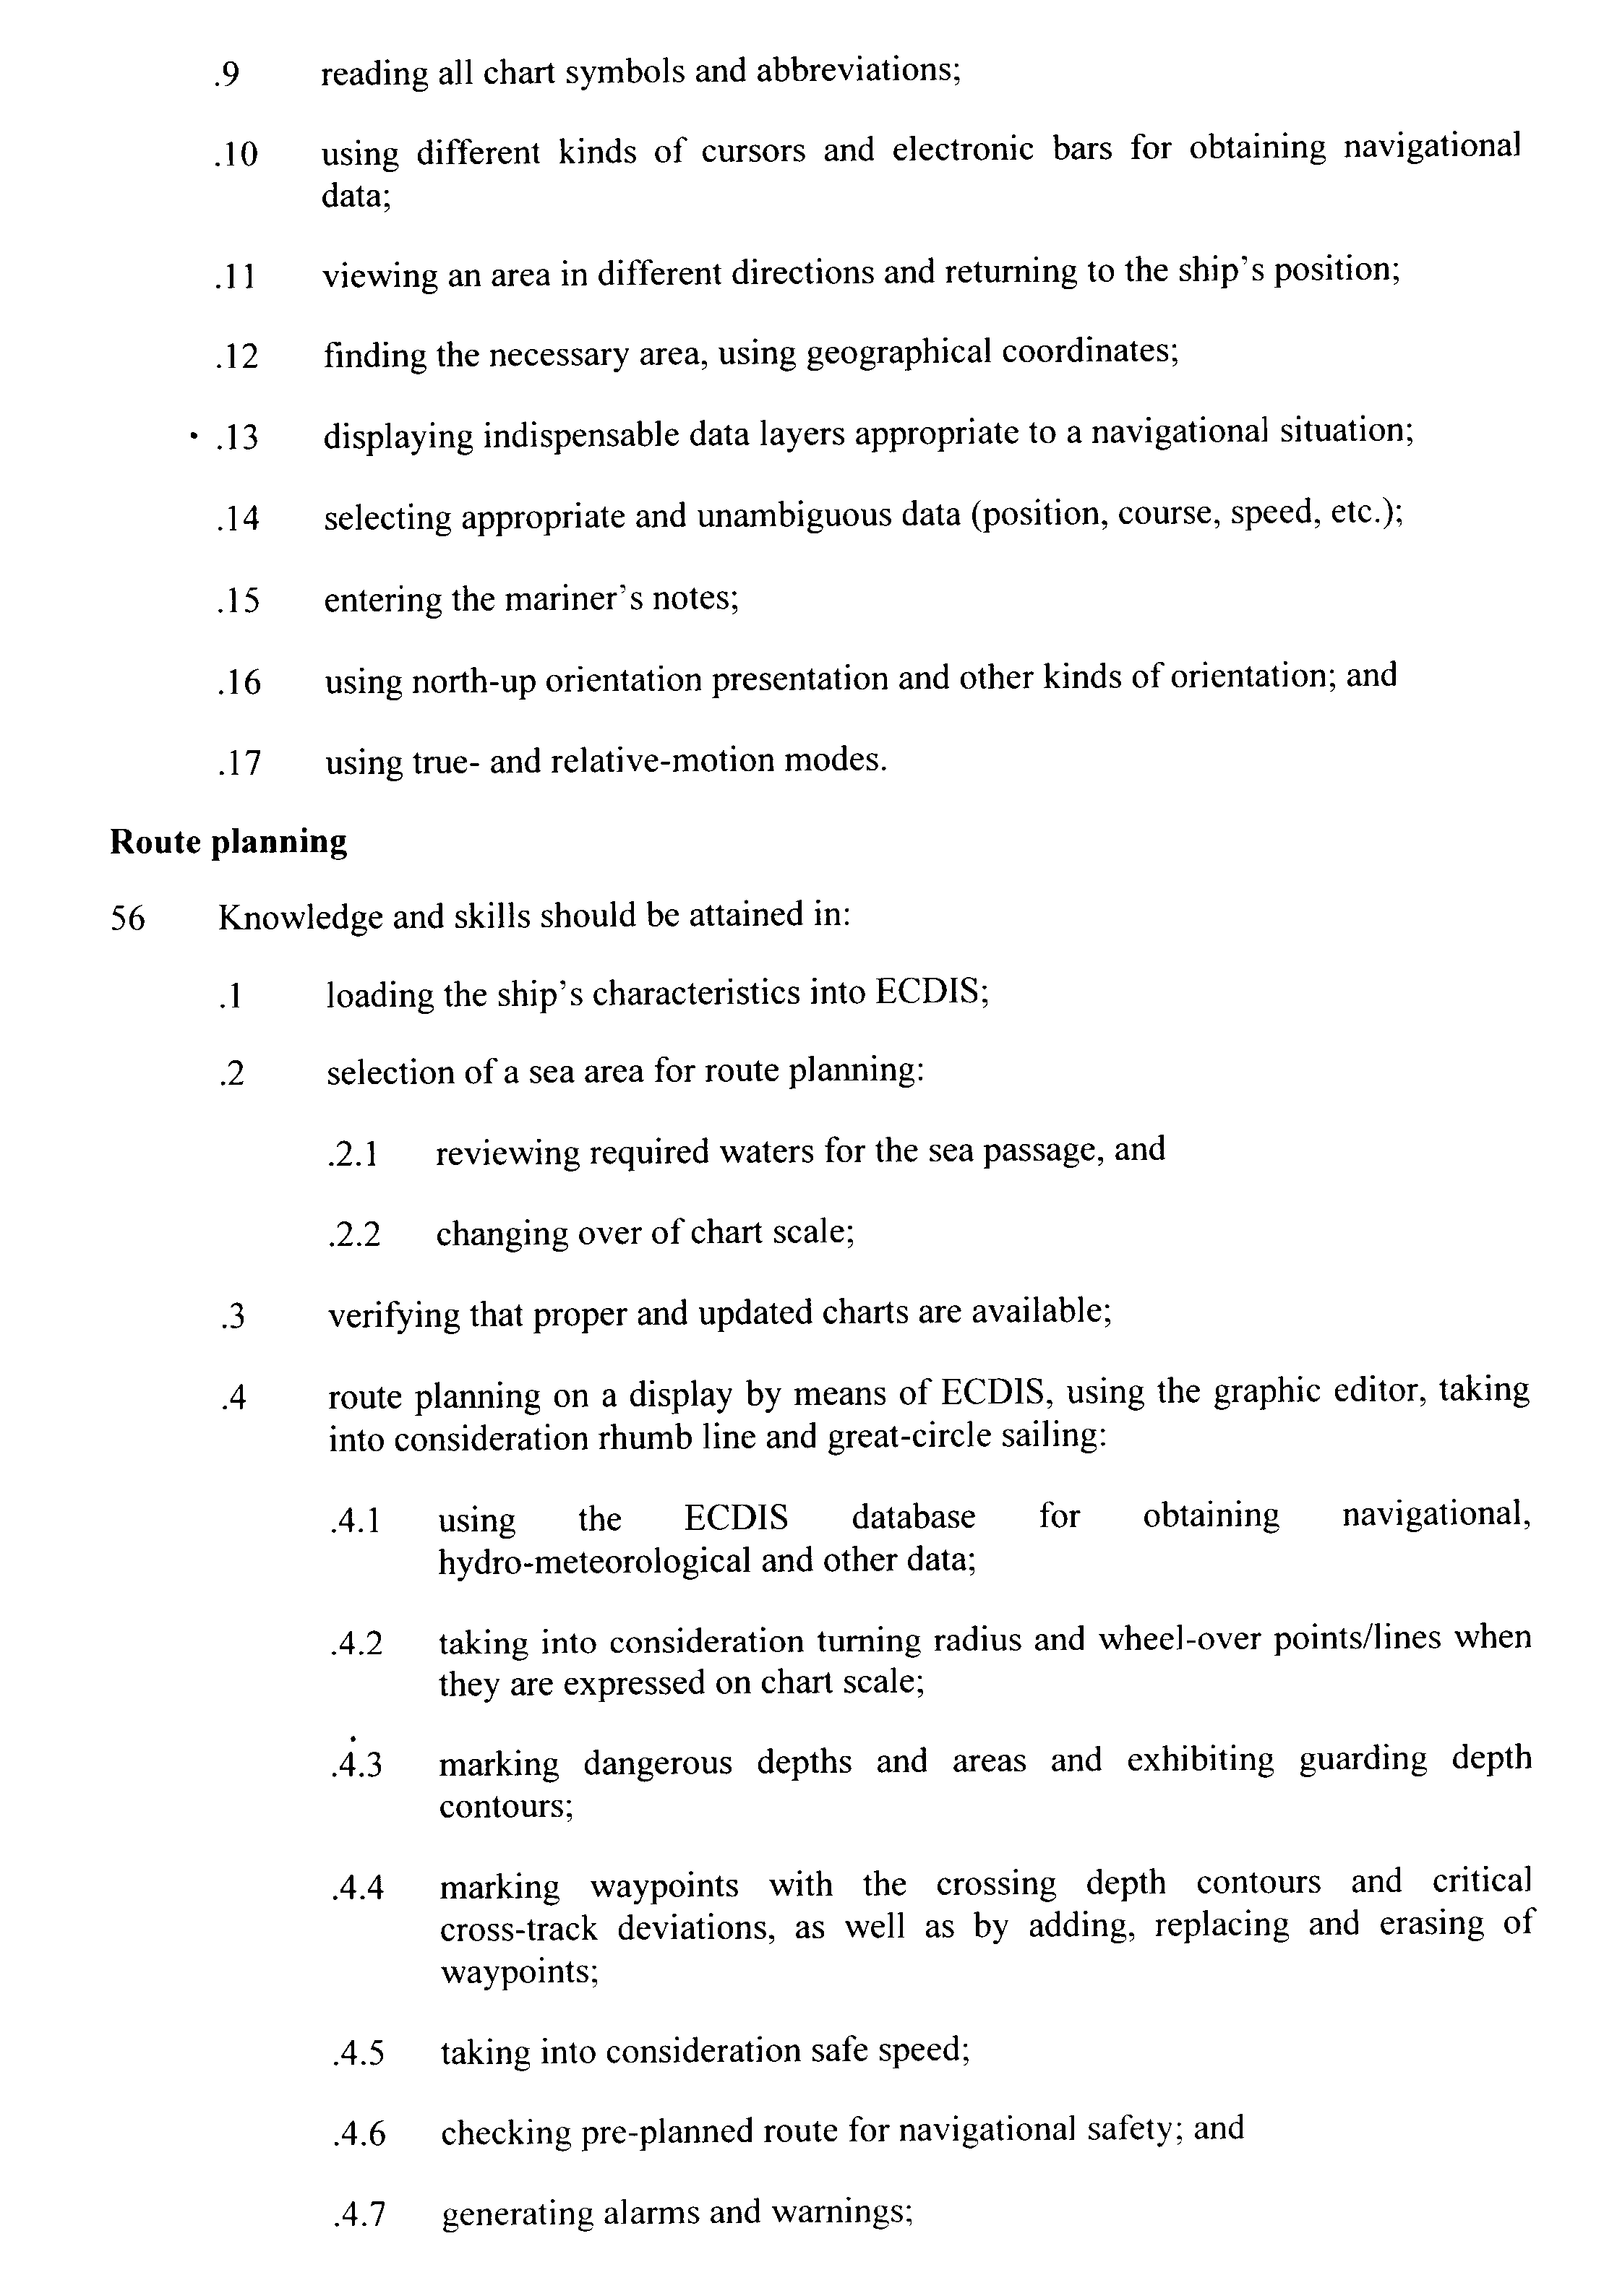 .9 reading all chart symbols and abbreviations;
.10 using different kinds of cursors and electronic bars for obtaining navigational
data;
.11 viewing an area in different directions and returning to the ship's position;
.12 finding the necessary area, using geographical coordinates;
.13 displaying indispensable data layers appropriate to a navigational situation;
.14 selecting appropriate and unambiguous data (position, course, speed, etc.);
.15 entering the mariner's notes;
.16 using north-up orientation presentation and other kinds of orientation; and
.17 using true- and relative-motion modes.
Route planning
56 Knowledge and skills should be attained in:
.1 loading the ship's characteristics into ECDIS;
.2 selection of a sea area for route planning:
.2.1 reviewing required waters for the sea passage, and
.2.2 changing over of chart scale;
.3 verifying that proper and updated charts are available;
.4 route planning on a display by means of ECDIS, using the graphic editor, taking
into consideration rhumb line and great-circle sailing:
.4.1 using the ECDIS database for obtaining navigational,
hydro-meteorological and other data;
.4.2 taking into consideration turning radius and wheel-over points/lines when
they are expressed on chart scale;
.4.3 marking dangerous depths and areas and exhibiting guarding depth
contours;
.4.4 marking waypoints with the crossing depth contours and critical
cross-track deviations, as well as by adding, replacing and erasing of
waypoints;
.4.5 taking into consideration safe speed;
.4.6 checking pre-planned route for navigational safety; and
.4.7 generating alarms and warnings;